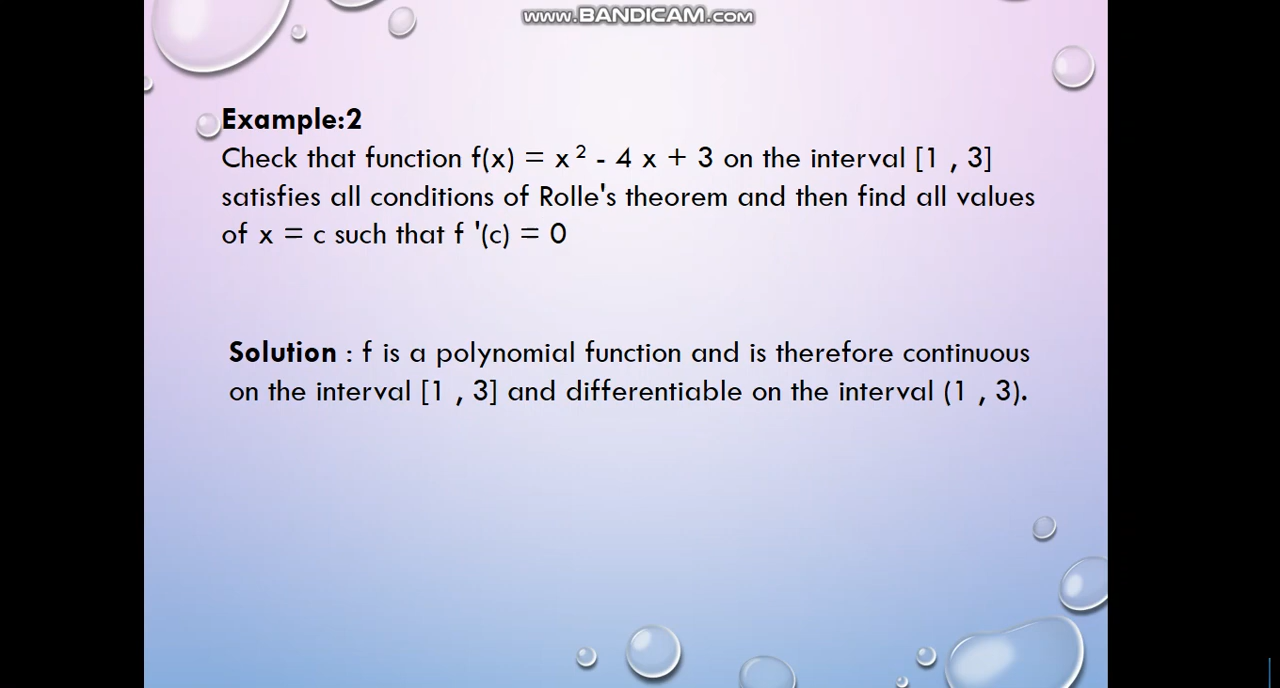 www.BANDICAM.com
Example:2
Check that function f(x) = x² - 4 x + 3 on the interval [1 , 3]
satisfies all conditions of Rolle's theorem and then find all values
of x = c such that f '(c) = 0
Solution : f is a polynomial function and is therefore continuous
on the interval [1 , 3] and differentiable on the interval (1 , 3).